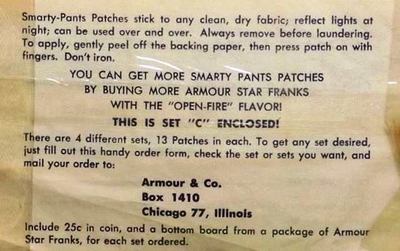 Smarty-Pants Patches stick to any clean, dry fabric; reflect lights at
night; can be used over and over. Always remove before laundering.
To apply, gently peel off the backing paper, then press patch on with
fingers. Don't iron.
YOU CAN GET MORE SMARTY PANTS PATCHES
BY BUYING MORE ARMOUR STAR FRANKS
WITH THE "OPEN-FIRE" FLAVOR!
THIS IS SET "C" ENCLOSED!
There are 4 different sets, 13 Patches in each. To get any set desired,
just fill out this handy order form, check the set or sets you want, and
mail your order to:
Armour & Co.
Box 1410
Chicago 77, Illinois
Include 25c in coin, and a bottom board from a package of Armour
Star Franks, for each set ordered.